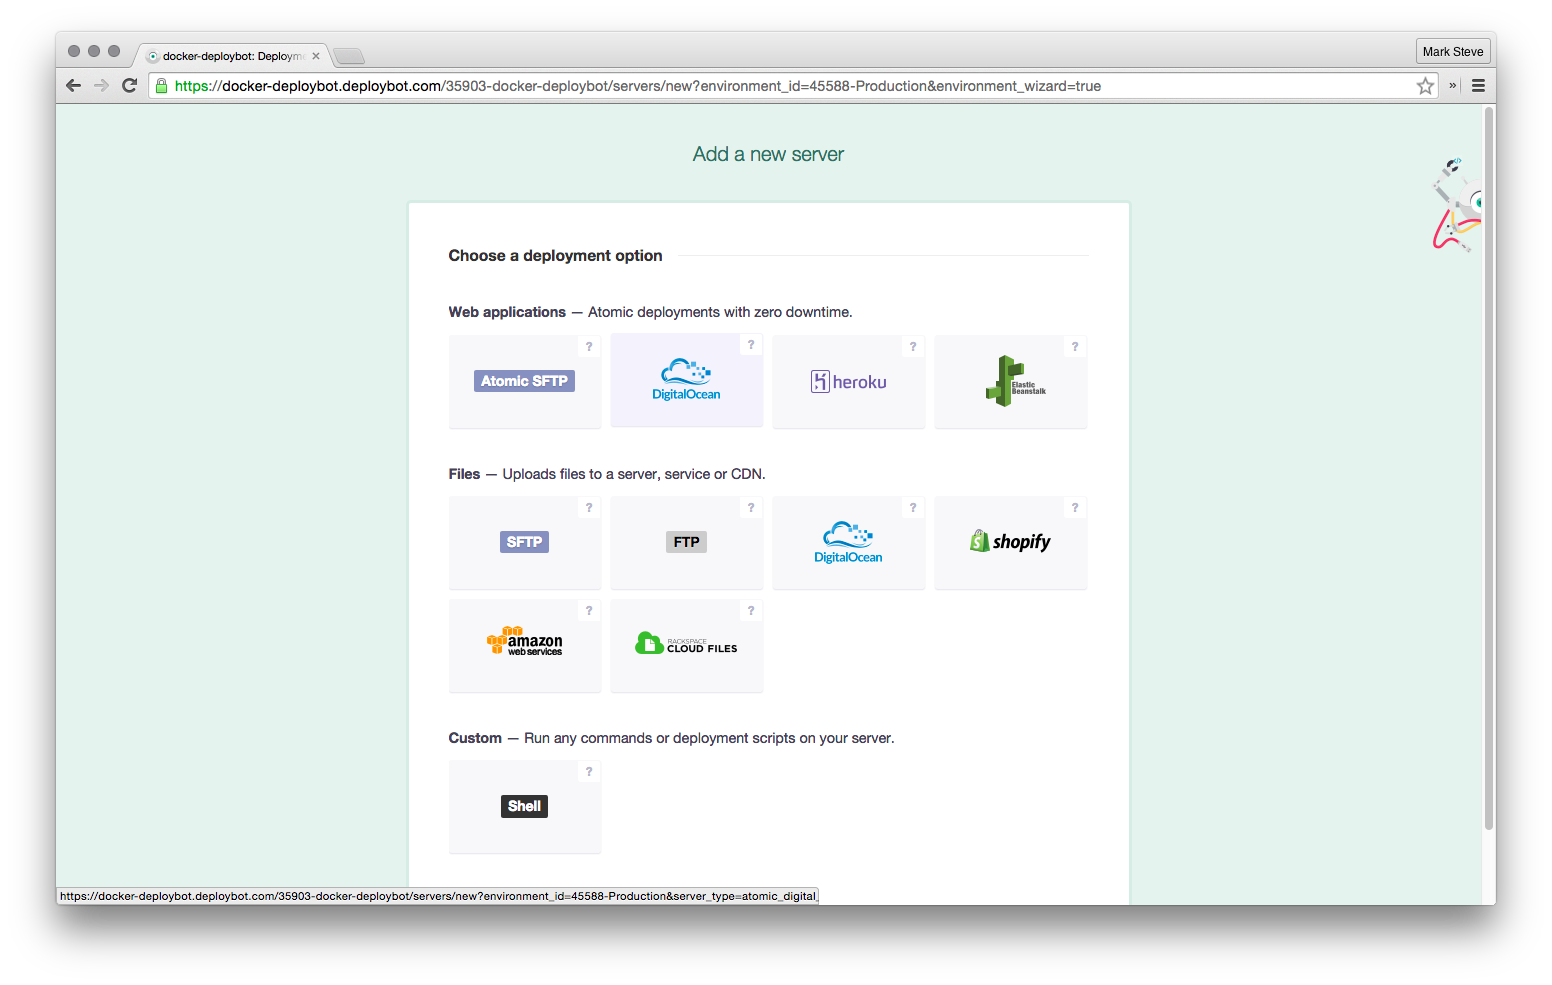 docker-deploybot: Deploym
Mark Steve
https://docker-deploybot.deploybot.com/35903-docker-deploybot/servers/new?environment_id=45588-Production&environment_wizard=true
»
Add a new server
Choose a deployment option
Web applications — Atomic deployments with zero downtime.
? ? ? ?
Atomic SFTP
DigitalOcean
heroku
Elastic
Beanstalk
Files — Uploads files to a server, service or CDN.
? ? ? ?
SFTP
FTP
DigitalOcean
shopify
? ?
amazon
web services
RACKSPACE
CLOUD FILES
Custom — Run any commands or deployment scripts on your server.
?
Shell
https://docker-deploybot.deploybot.com/35903-docker-deploybot/servers/new?environment_id=45588-Production&server_type=atomic_digital_